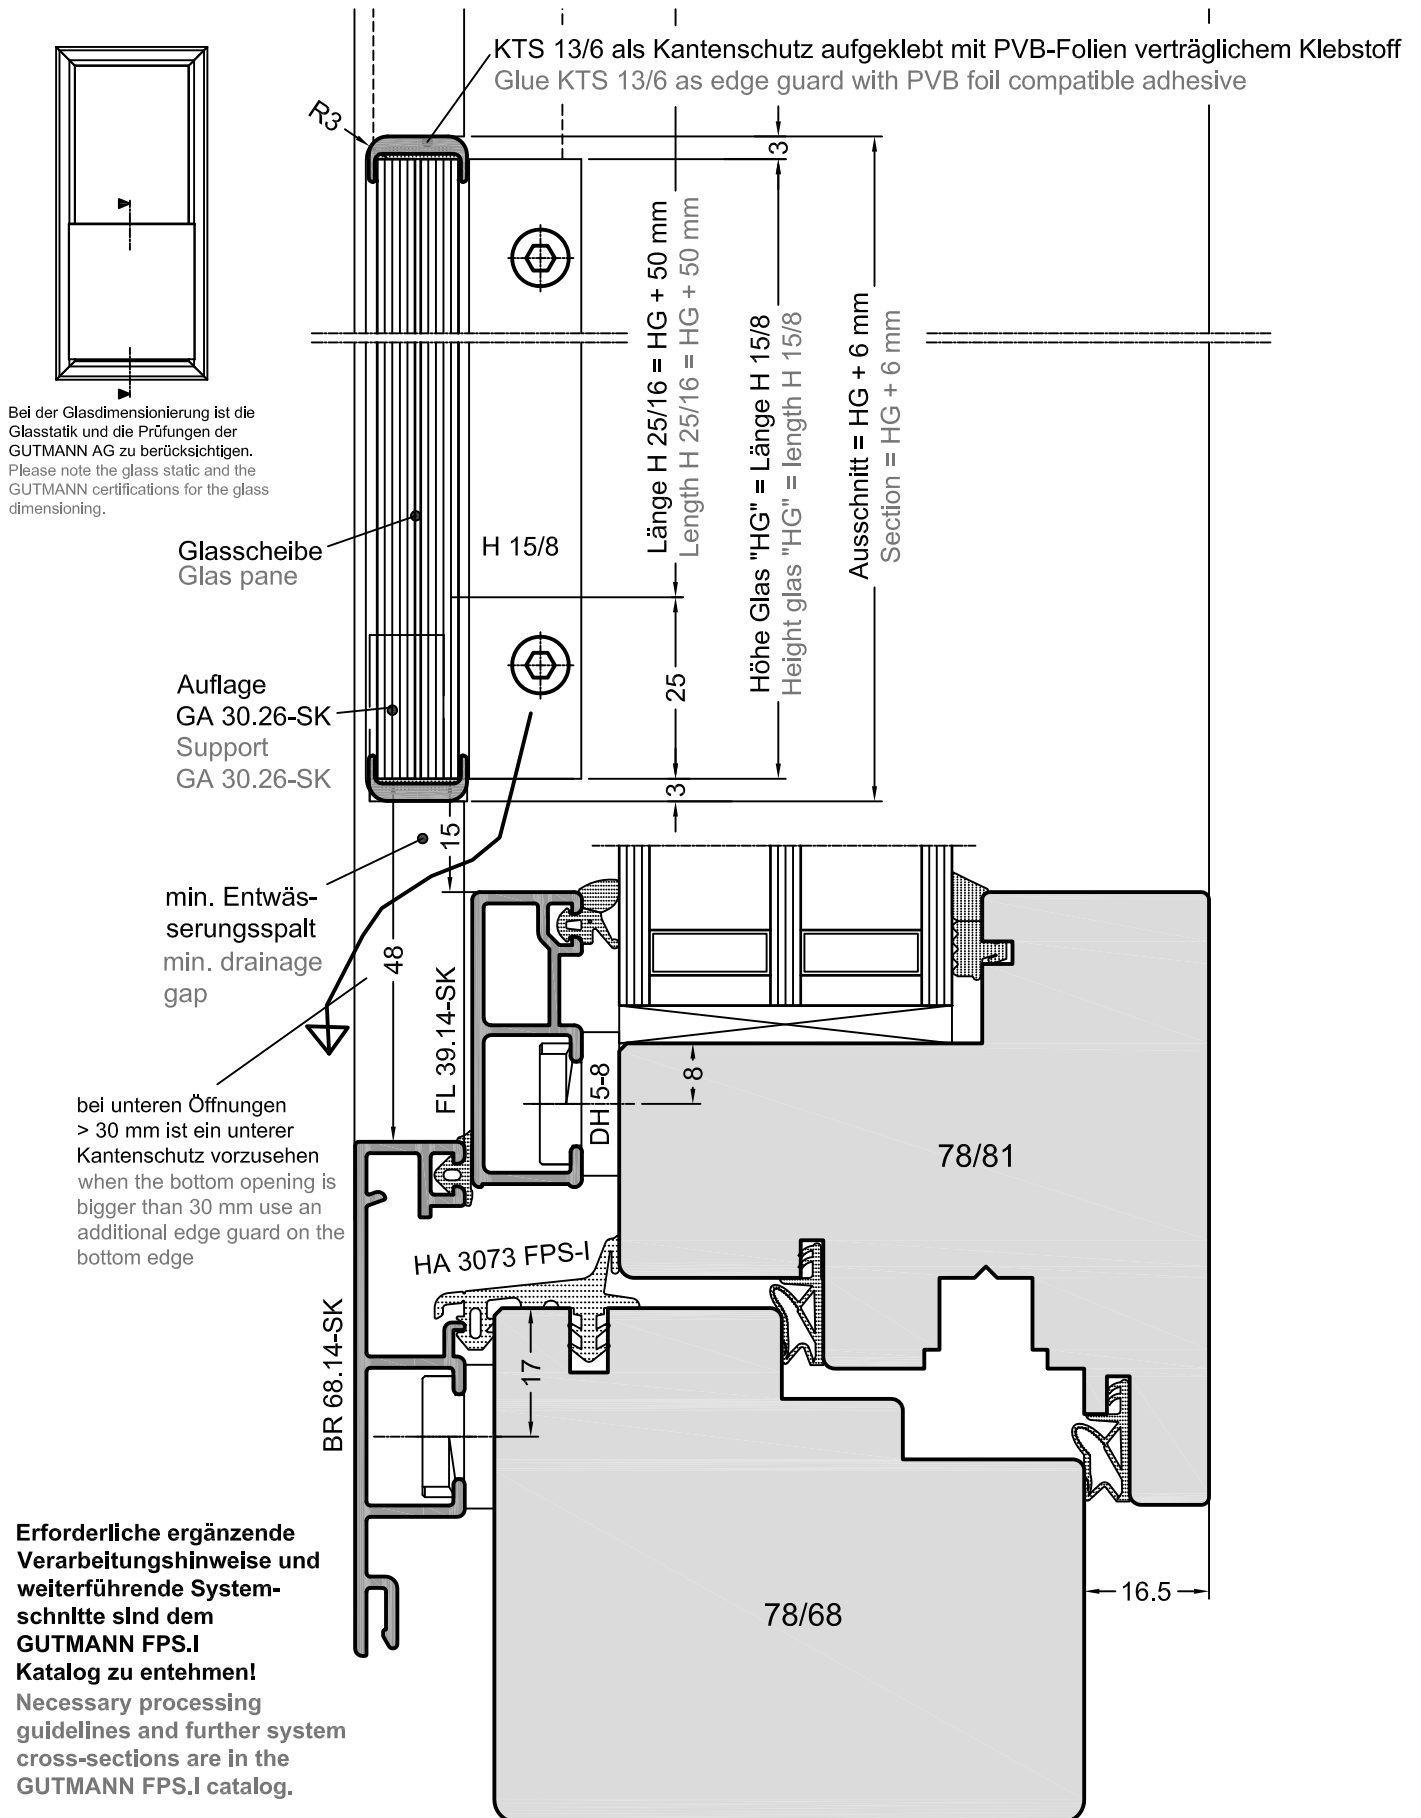 KTS 13/6 als Kantenschutz aufgeklebt mit PVB-Folien verträglichem Klebstoff
Glue KTS 13/6 as edge guard with PVB foil compatible adhesive
R3
3
Länge H 25/16 = HG + 50 mm
Length H 25/16 = HG + 50 mm
Höhe Glas "HG" = Länge H 15/8
Height glas "HG" = length H 15/8
Ausschnitt = HG + 6 mm
Section = HG + 6 mm
Bei der Glasdimensionierung ist die
Glasstatik und die Prüfungen der
GUTMANN AG zu berücksichtigen.
Please note the glass static and the
GUTMANN certifications for the glass
dimensioning.
Glasscheibe
Glas pane
H 15/8
Auflage
GA 30.26-SK
Support
GA 30.26-SK
25
3
15
min. Entwäs-
serungsspalt
min. drainage
gap
48
FL 39.14-SK
DH 5-8
8
78/81
bei unteren Öffnungen
> 30 mm ist ein unterer
Kantenschutz vorzusehen
when the bottom opening is
bigger than 30 mm use an
additional edge guard on the
bottom edge
HA 3073 FPS-I
BR 68.14-SK
17
16.5
78/68
Erforderliche ergänzende
Verarbeitungshinweise und
weiterführende System-
schnitte sind dem
GUTMANN FPS.I
Katalog zu entehmen!
Necessary processing
guidelines and further system
cross-sections are in the
GUTMANN FPS.I catalog.